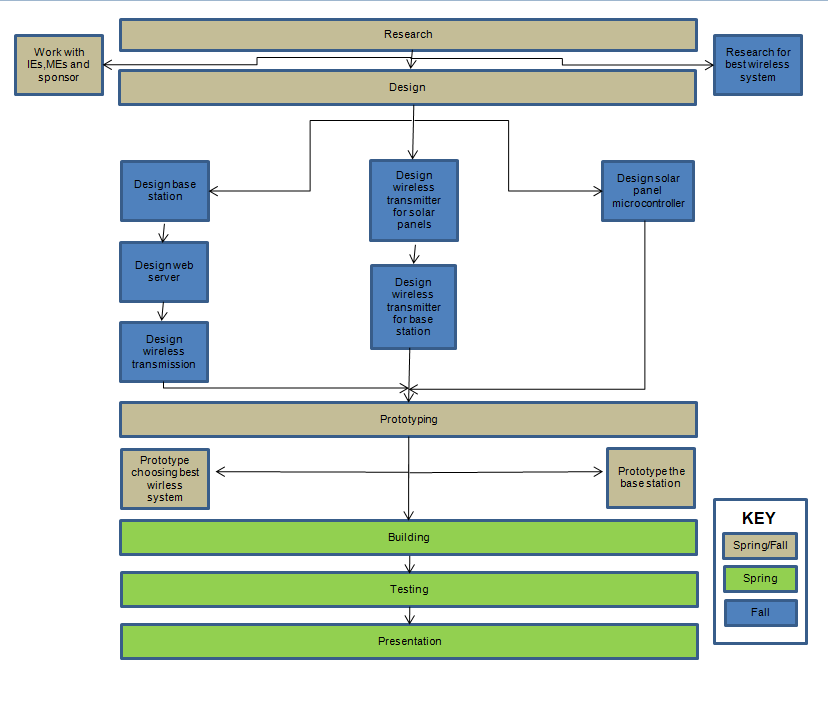 Research
Work with
IEs,MEs and
sponsor
Research for
best wireless
system
Design
Design base
station
Design
wireless
transmitter
for solar
panels
Design solar
panel
microcontroller
Design web
server
Design
wireless
transmitter
for base
station
Design
wireless
transmission
Prototyping
Prototype
choosing best
wirless
system
Prototype the
base station
Building
Testing
Presentation
KEY
Spring/Fall
Spring
Fall